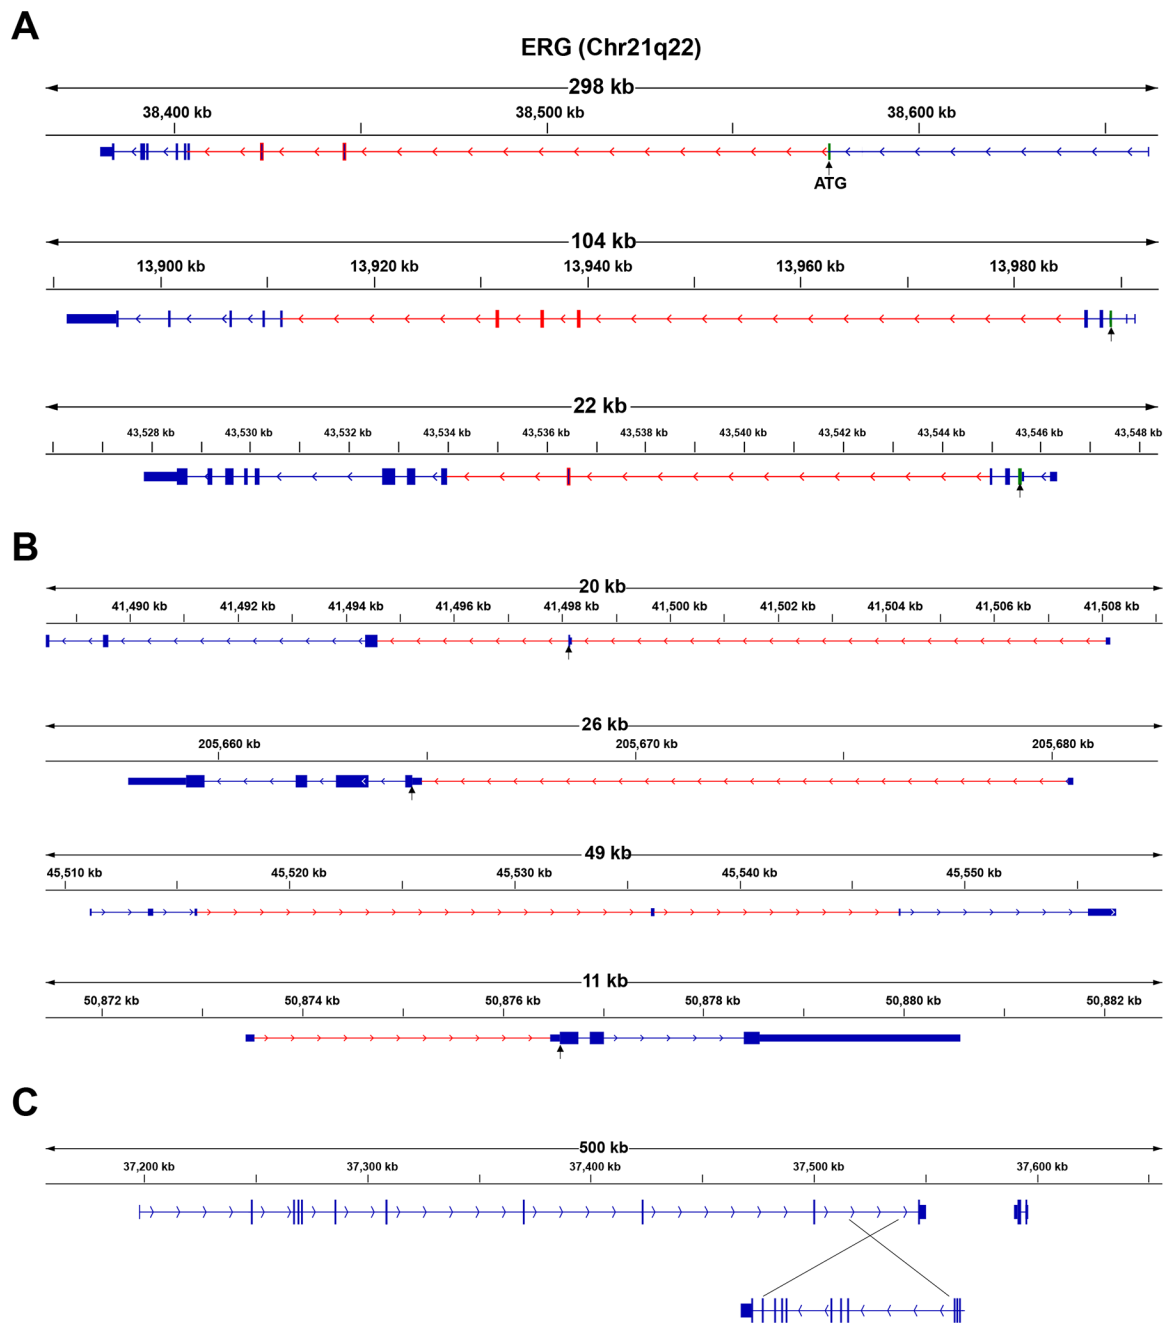 A
ERG (Chr21q22)
298 kb
38,400 kb 38,500 kb 38,600 kb
ATG
104 kb
13,900 kb 13,920 kb 13,940 kb 13,960 kb 13,980 kb
22 kb
43,528 kb 43,530 kb 43,532 kb 43,534 kb 43,536 kb 43,538 kb 43,540 kb 43,542 kb 43,544 kb 43,546 kb 43,548 kb
B
20 kb
41,490 kb 41,492 kb 41,494 kb 41,496 kb 41,498 kb 41,500 kb 41,502 kb 41,504 kb 41,506 kb 41,508 kb
26 kb
205,660 kb 205,670 kb 205,680 kb
49 kb
45,510 kb 45,520 kb 45,530 kb 45,540 kb 45,550 kb
11 kb
50,872 kb 50,874 kb 50,876 kb 50,878 kb 50,880 kb 50,882 kb
C
500 kb
37,200 kb 37,300 kb 37,400 kb 37,500 kb 37,600 kb